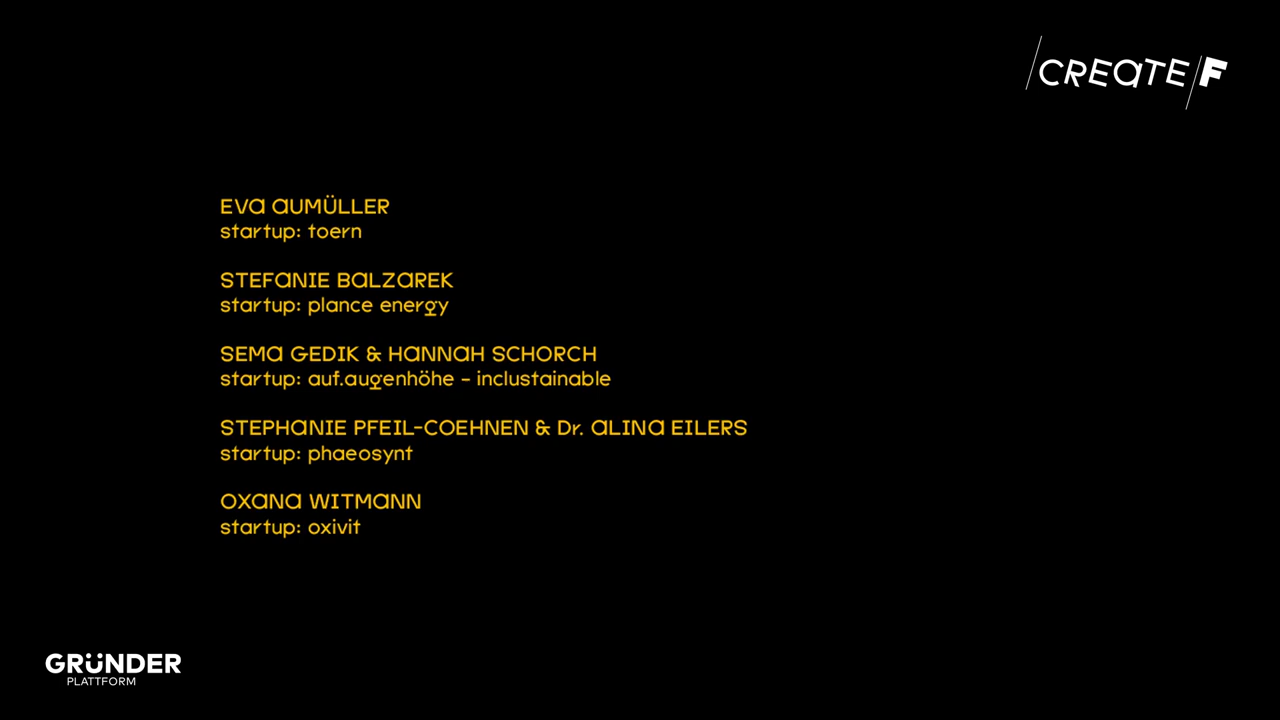 /CREATE/F
EVA AUMÜLLER
startup: toern
STEFANIE BALZAREK
startup: plance energy
SEMA GEDIK & HANNAH SCHORCH
startup: auf.augenhöhe - inclustainable
STEPHANIE PFEIL-COEHNEN & Dr. ALINA EILERS
startup: phaeosynt
OXANA WITMANN
startup: oxivit
GRÜNDER
PLATTFORM